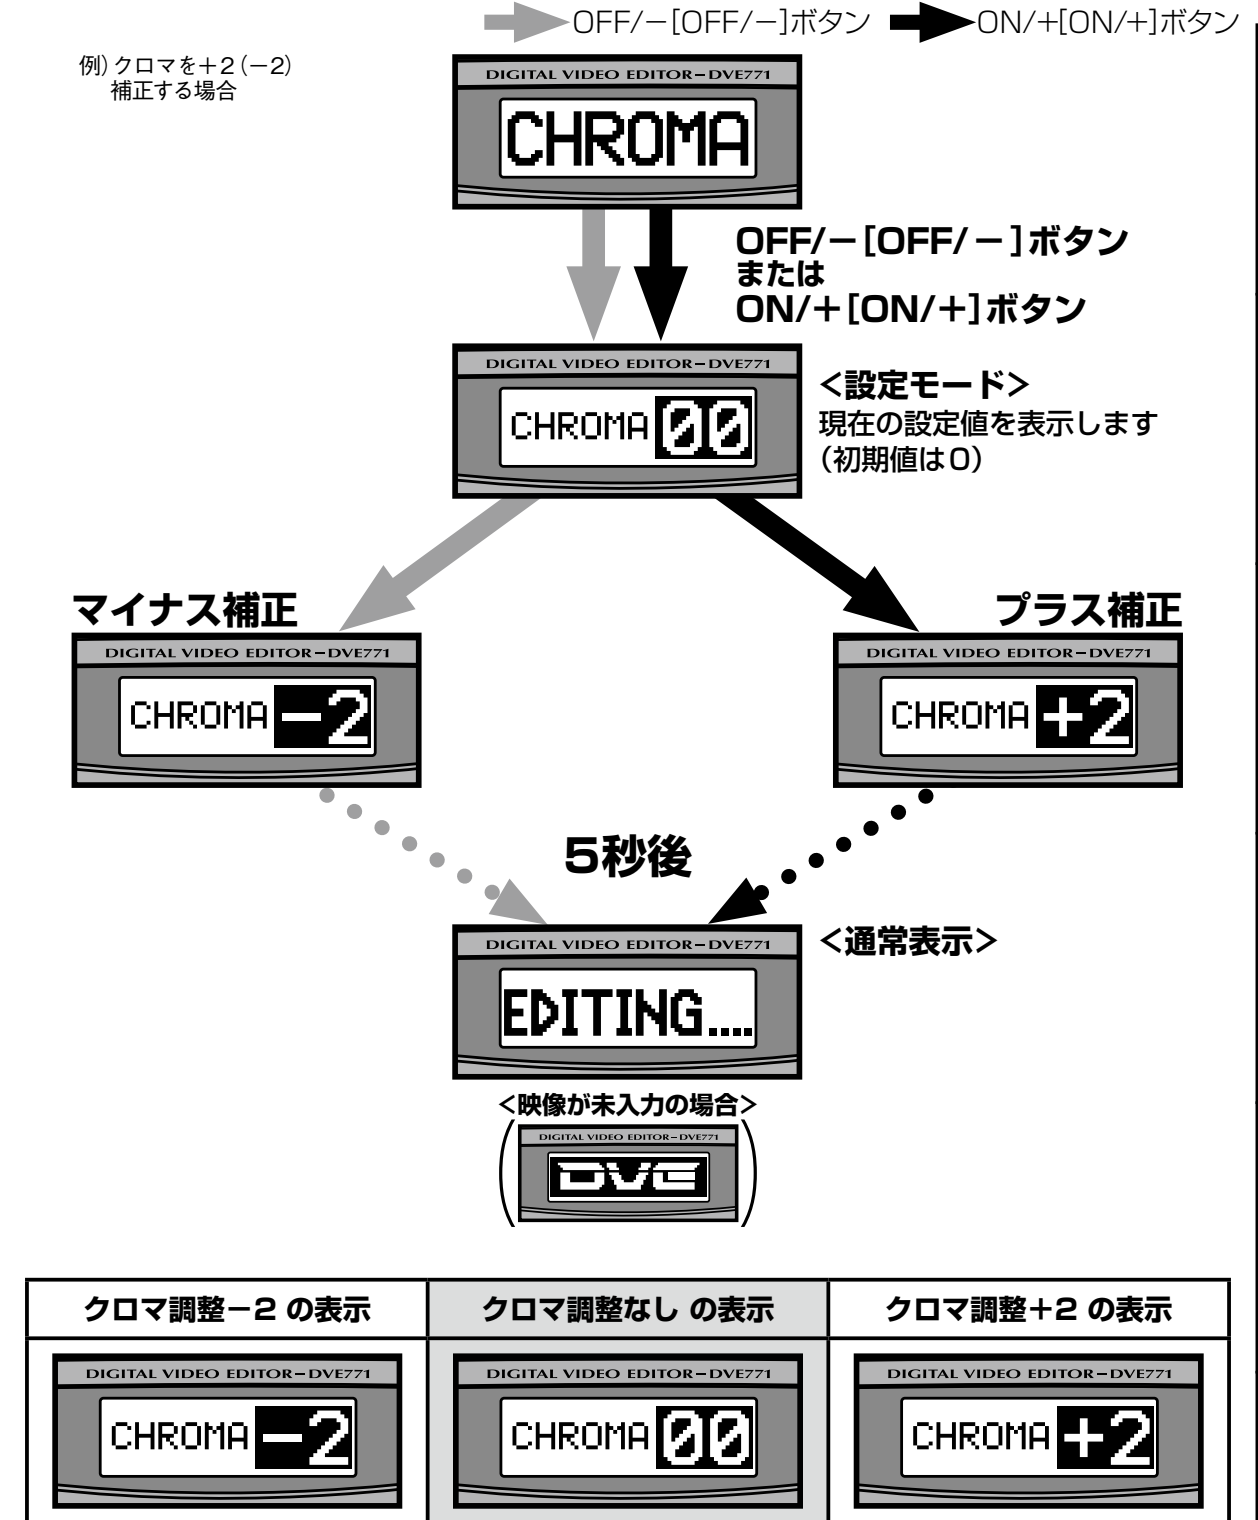 OFF/−[OFF/−]ボタン ON/+[ON/+]ボタン
例)クロマを+2(−2)
補正する場合
DIGITAL VIDEO EDITOR−DVE771
CHROMA
OFF/−[OFF/−]ボタン
または
ON/+[ON/+]ボタン
DIGITAL VIDEO EDITOR−DVE771
CHROMA 00
<設定モード>
現在の設定値を表示します
(初期値は0)
マイナス補正
プラス補正
DIGITAL VIDEO EDITOR−DVE771
CHROMA −2
DIGITAL VIDEO EDITOR−DVE771
CHROMA +2
5秒後
DIGITAL VIDEO EDITOR−DVE771
EDITING....
<通常表示>
<映像が未入力の場合>
DIGITAL VIDEO EDITOR−DVE771
DVE
クロマ調整−2 の表示
クロマ調整なし の表示
クロマ調整+2 の表示
DIGITAL VIDEO EDITOR−DVE771
CHROMA −2
DIGITAL VIDEO EDITOR−DVE771
CHROMA 00
DIGITAL VIDEO EDITOR−DVE771
CHROMA +2